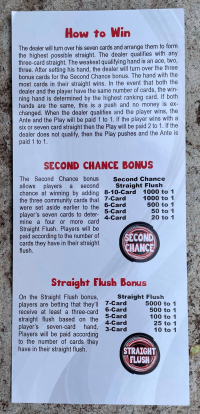 How to Win
The dealer will turn over his seven cards and arrange them to form
the highest possible straight. The dealer qualifies with any
three-card straight. The weakest qualifying hand is an ace, two,
three. After setting his hand, the dealer will turn over the three
bonus cards for the Second Chance bonus. The hand with the
most cards in their straight wins. In the event that both the
dealer and the player have the same number of cards, the win-
ning hand is determined by the highest ranking card. If both
hands are the same, this is a push and no money is ex-
changed. When the dealer qualifies and the player wins, the
Ante and the Play will be paid 1 to 1. If the player wins with a
six or seven card straight then the Play will be paid 2 to 1. If the
dealer does not qualify, then the Play pushes and the Ante is
paid 1 to 1.
SECOND CHANCE BONUS
The Second Chance bonus
allows players a second
chance at winning by adding
the three community cards that
were set aside earlier to the
player's seven cards to deter-
mine a four or more card
Straight Flush. Players will be
paid according to the number of
cards they have in their straight
flush.
Second Chance
Straight Flush
8-10-Card 1000 to 1
7-Card 1000 to 1
6-Card 500 to 1
5-Card 50 to 1
4-Card 20 to 1
SECOND
CHANCE
Straight Flush Bonus
On the Straight Flush bonus,
players are betting that they'll
receive at least a three-card
straight flush based on the
player's seven-card hand.
Players will be paid according
to the number of cards they
have in their straight flush.
Straight Flush
7-Card 5000 to 1
6-Card 500 to 1
5-Card 100 to 1
4-Card 25 to 1
3-Card 10 to 1
STRAIGHT
FLUSH